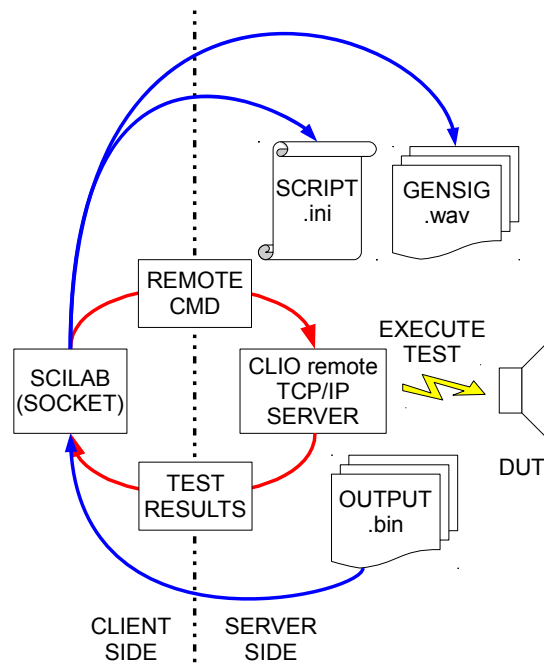 SCRIPT
.ini
GENSIG
.wav
REMOTE
CMD
EXECUTE
TEST
SCILAB
(SOCKET)
CLIO remote
TCP/IP
SERVER
DUT
TEST
RESULTS
OUTPUT
.bin
CLIENT
SIDE
SERVER
SIDE